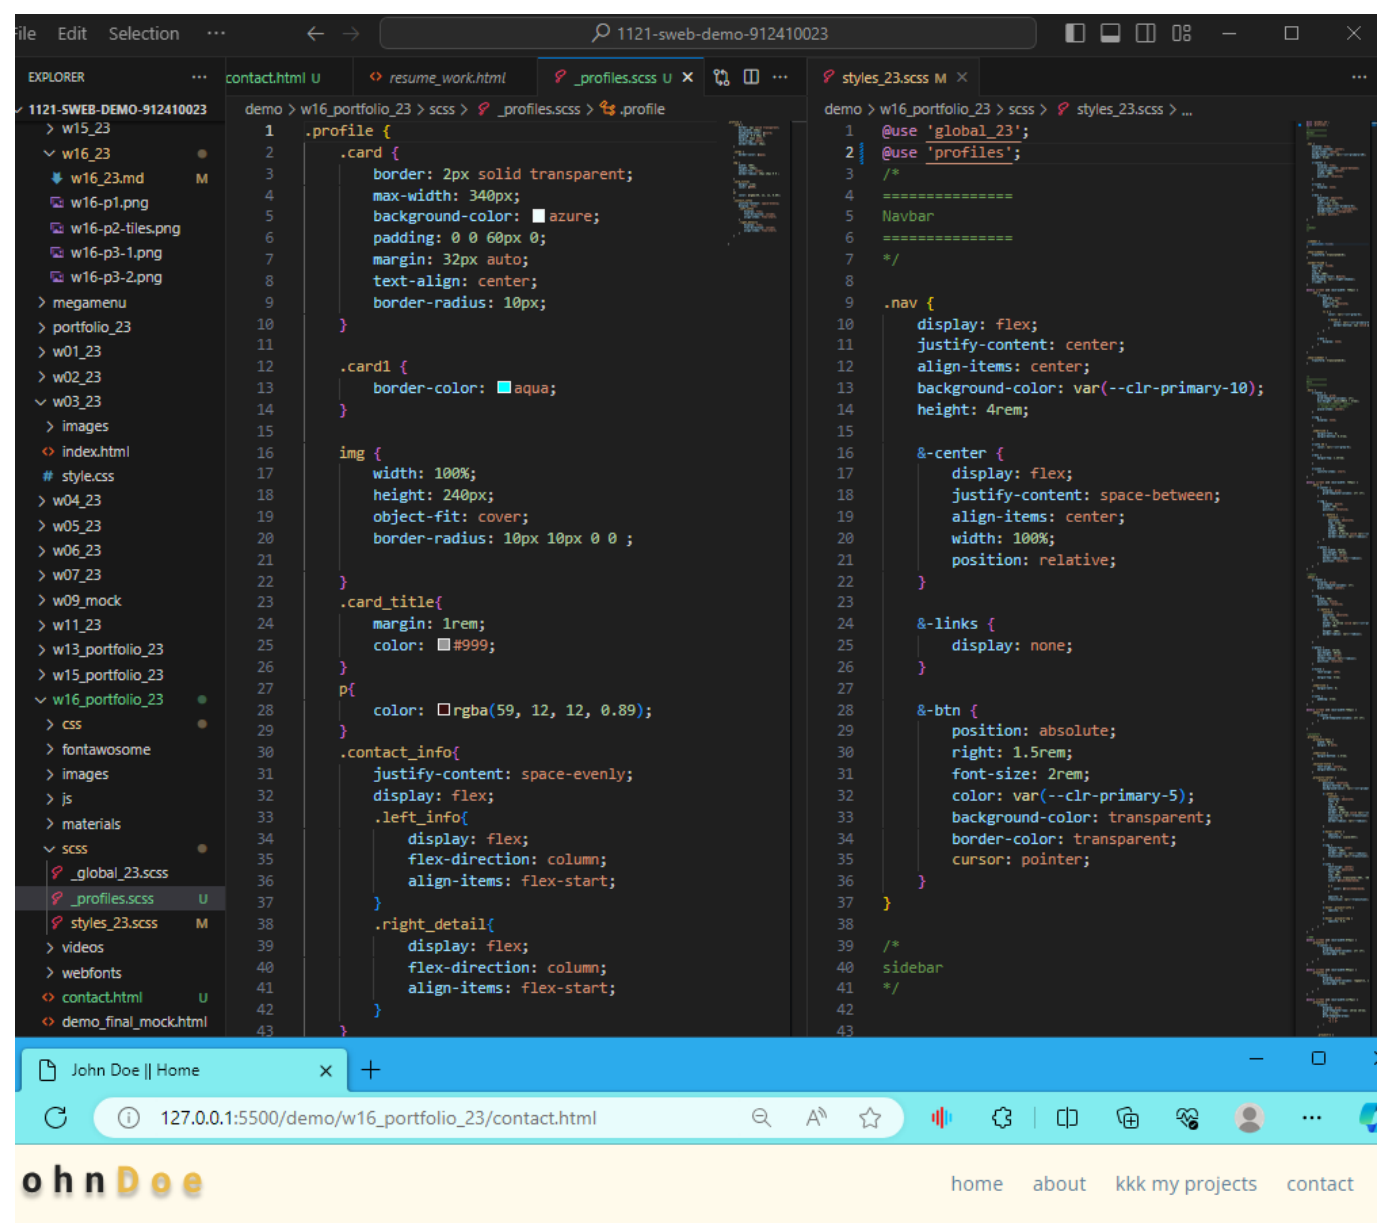 File Edit Selection ··· 1121-sweb-demo-912410023
EXPLORER ···
1121-SWEB-DEMO-912410023
w15_23
w16_23
w16_23.md M
w16-p1.png
w16-p2-tiles.png
w16-p3-1.png
w16-p3-2.png
megamenu
portfolio_23
w01_23
w02_23
w03_23
images
index.html
# style.css
w04_23
w05_23
w06_23
w07_23
w09_mock
w11_23
w13_portfolio_23
w15_portfolio_23
w16_portfolio_23
css
fontawosome
images
js
materials
scss
_global_23.scss
_profiles.scss U
styles_23.scss M
videos
webfonts
contact.html U
demo_final_mock.html
contact.html U resume_work.html _profiles.scss U
demo > w16_portfolio_23 > scss > _profiles.scss > .profile
1 .profile {
2 .card {
3 border: 2px solid transparent;
4 max-width: 340px;
5 background-color: azure;
6 padding: 0 0 60px 0;
7 margin: 32px auto;
8 text-align: center;
9 border-radius: 10px;
10 }
11
12 .card1 {
13 border-color: aqua;
14 }
15
16 img {
17 width: 100%;
18 height: 240px;
19 object-fit: cover;
20 border-radius: 10px 10px 0 0 ;
21
22 }
23 .card_title{
24 margin: 1rem;
25 color: #999;
26 }
27 p{
28 color: rgba(59, 12, 12, 0.89);
29 }
30 .contact_info{
31 justify-content: space-evenly;
32 display: flex;
33 .left_info{
34 display: flex;
35 flex-direction: column;
36 align-items: flex-start;
37 }
38 .right_detail{
39 display: flex;
40 flex-direction: column;
41 align-items: flex-start;
42 }
43 }
styles_23.scss M ···
demo > w16_portfolio_23 > scss > styles_23.scss > ...
1 @use 'global_23';
2 @use 'profiles';
3 /*
4 ===============
5 Navbar
6 ===============
7 */
8
9 .nav {
10 display: flex;
11 justify-content: center;
12 align-items: center;
13 background-color: var(--clr-primary-10);
14 height: 4rem;
15
16 &-center {
17 display: flex;
18 justify-content: space-between;
19 align-items: center;
20 width: 100%;
21 position: relative;
22 }
23
24 &-links {
25 display: none;
26 }
27
28 &-btn {
29 position: absolute;
30 right: 1.5rem;
31 font-size: 2rem;
32 color: var(--clr-primary-5);
33 background-color: transparent;
34 border-color: transparent;
35 cursor: pointer;
36 }
37 }
38
39 /*
40 sidebar
41 */
42
43
John Doe || Home
127.0.0.1:5500/demo/w16_portfolio_23/contact.html
ohnDoe
home about kkk my projects contact